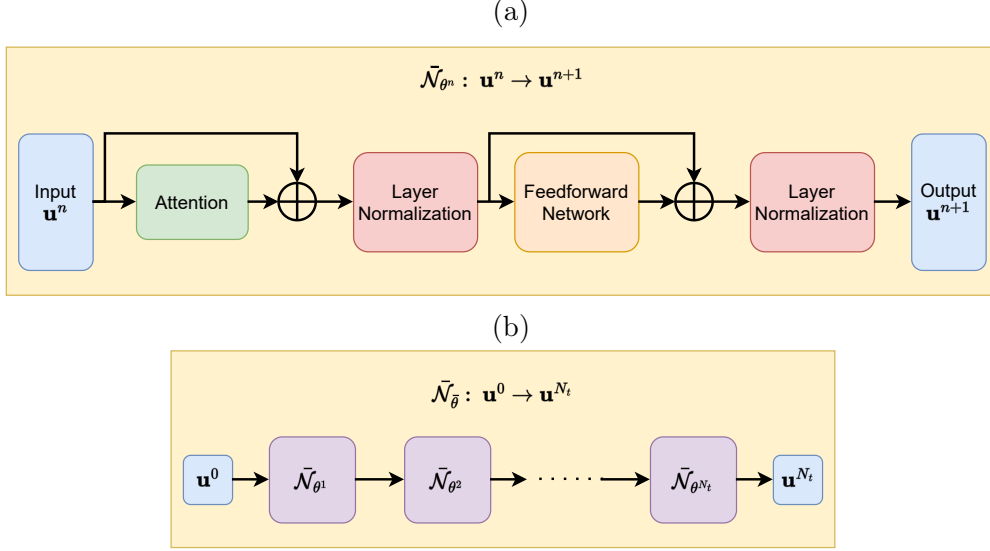 (a)
𝒩̄_{θ^n} : 𝐮^n → 𝐮^{n+1}
Input
𝐮^n
Attention
Layer
Normalization
Feedforward
Network
Layer
Normalization
Output
𝐮^{n+1}
(b)
𝒩̄_{θ̄} : 𝐮^0 → 𝐮^{N_t}
𝐮^0
𝒩̄_{θ^1}
𝒩̄_{θ^2}
· · · · ·
𝒩̄_{θ^{N_t}}
𝐮^{N_t}